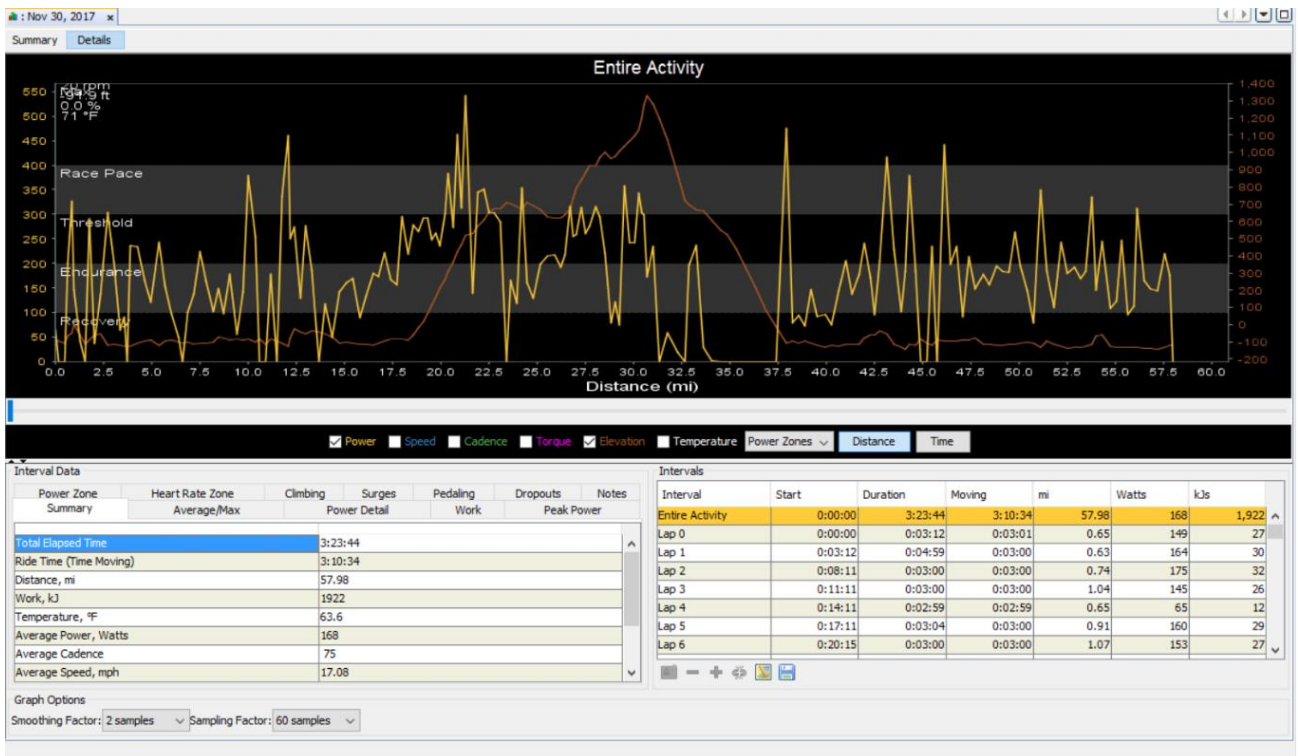 : Nov 30, 2017 x
Summary Details
Entire Activity
550 1,400
1,300
0.0 %
500 71 °F 1,200
450 1,100
1,000
400 900
Race Pace
350 800
700
300 600
Threshold
250 500
400
200 300
Endurance
150 200
100 100
Recovery 0
50 -100
0 -200
0.0 2.5 5.0 7.5 10.0 12.5 15.0 17.5 20.0 22.5 25.0 27.5 30.0 32.5 35.0 37.5 40.0 42.5 45.0 47.5 50.0 52.5 55.0 57.5 60.0
Distance (mi)
Power Speed Cadence Torque Elevation Temperature Power Zones Distance Time
Interval Data
Power Zone Heart Rate Zone Climbing Surges Pedaling Dropouts Notes
Summary Average/Max Power Detail Work Peak Power
Total Elapsed Time 3:23:44
Ride Time (Time Moving) 3:10:34
Distance, mi 57.98
Work, kJ 1922
Temperature, °F 63.6
Average Power, Watts 168
Average Cadence 75
Average Speed, mph 17.08
Intervals
Interval Start Duration Moving mi Watts kJs
Entire Activity 0:00:00 3:23:44 3:10:34 57.98 168 1,922
Lap 0 0:00:00 0:03:12 0:03:01 0.65 149 27
Lap 1 0:03:12 0:04:59 0:03:00 0.63 164 30
Lap 2 0:08:11 0:03:00 0:03:00 0.74 175 32
Lap 3 0:11:11 0:03:00 0:03:00 1.04 145 26
Lap 4 0:14:11 0:02:59 0:02:59 0.65 65 12
Lap 5 0:17:11 0:03:04 0:03:00 0.91 160 29
Lap 6 0:20:15 0:03:00 0:03:00 1.07 153 27
Graph Options
Smoothing Factor: 2 samples Sampling Factor: 60 samples